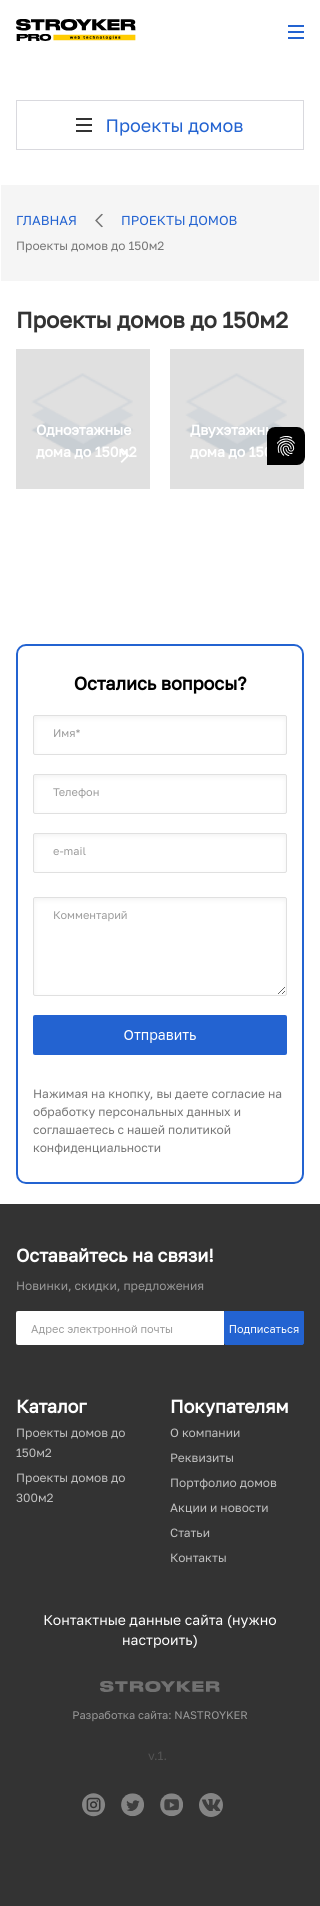 STROYKER
PRO web technologies
Проекты домов
ГЛАВНАЯ
ПРОЕКТЫ ДОМОВ
Проекты домов до 150м2
Проекты домов до 150м2
Одноэтажные
дома до 150м2
Двухэтажн
дома до 150
Остались вопросы?
Имя*
Телефон
e-mail
Комментарий
Отправить
Нажимая на кнопку, вы даете согласие на
обработку персональных данных и
соглашаетесь с нашей политикой
конфиденциальности
Оставайтесь на связи!
Новинки, скидки, предложения
Адрес электронной почты
Подписаться
Каталог
Проекты домов до
150м2
Проекты домов до
300м2
Покупателям
О компании
Реквизиты
Портфолио домов
Акции и новости
Статьи
Контакты
Контактные данные сайта (нужно
настроить)
STROYKER
Разработка сайта: NASTROYKER
v.1.